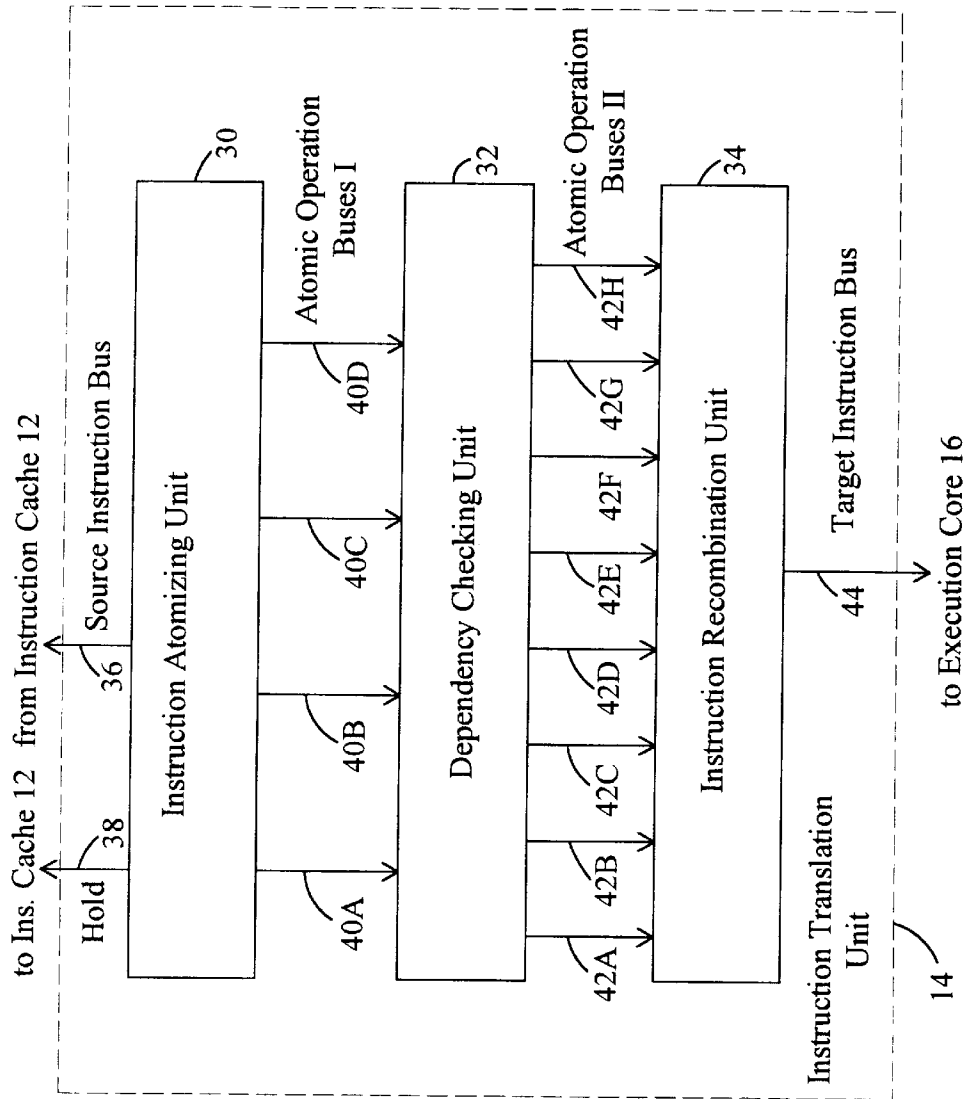 to Ins. Cache 12
from Instruction Cache 12
Hold
38
36
Source Instruction Bus
30
Instruction Atomizing Unit
Atomic Operation
Buses I
40A
40B
40C
40D
32
Dependency Checking Unit
Atomic Operation
Buses II
42A
42B
42C
42D
42E
42F
42G
42H
34
Instruction Recombination Unit
Instruction Translation
Unit
44
Target Instruction Bus
14
to Execution Core 16